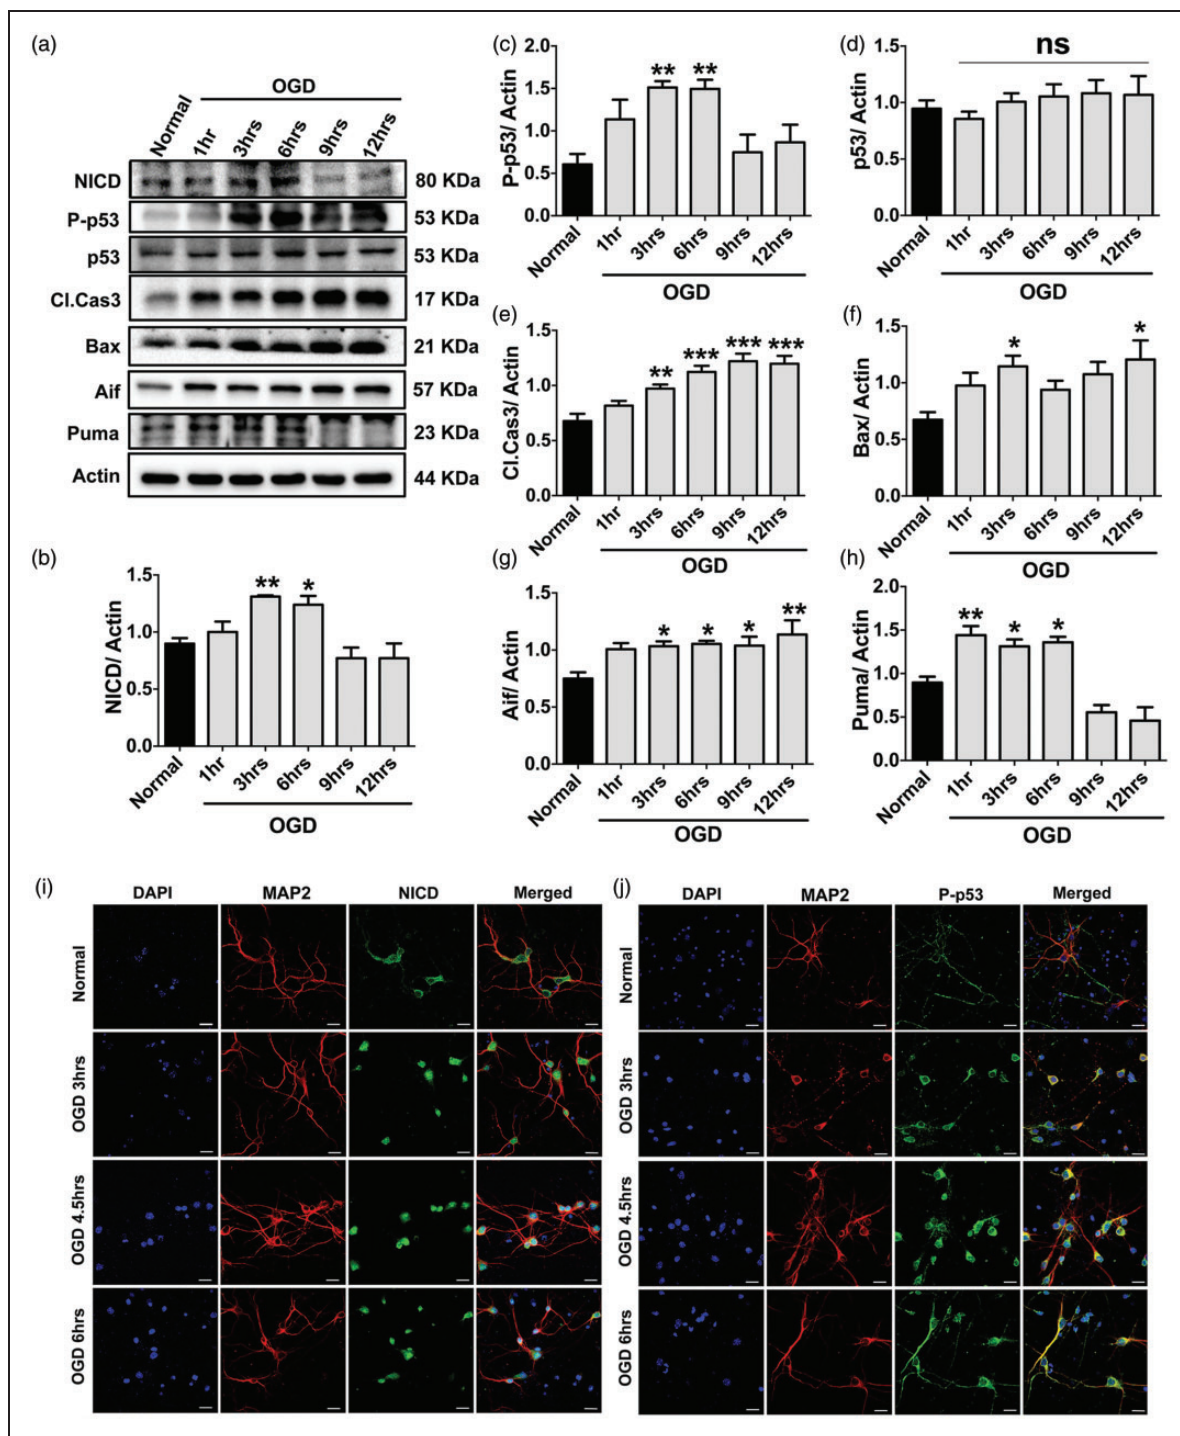 (a)
OGD
Normal 1hr 3hrs 6hrs 9hrs 12hrs
NICD 80 KDa
P-p53 53 KDa
p53 53 KDa
Cl.Cas3 17 KDa
Bax 21 KDa
Aif 57 KDa
Puma 23 KDa
Actin 44 KDa
(b)
NICD/ Actin
1.5
1.0
0.5
0.0
** *
Normal 1hr 3hrs 6hrs 9hrs 12hrs
OGD
(c)
P-p53/ Actin
2.0
1.5
1.0
0.5
0.0
** **
Normal 1hr 3hrs 6hrs 9hrs 12hrs
OGD
(d)
p53/ Actin
1.5
1.0
0.5
0.0
ns
Normal 1hr 3hrs 6hrs 9hrs 12hrs
OGD
(e)
Cl.Cas3/ Actin
1.5
1.0
0.5
0.0
** *** *** ***
Normal 1hr 3hrs 6hrs 9hrs 12hrs
OGD
(f)
Bax/ Actin
1.5
1.0
0.5
0.0
* *
Normal 1hr 3hrs 6hrs 9hrs 12hrs
OGD
(g)
Aif/ Actin
1.5
1.0
0.5
0.0
* * * **
Normal 1hr 3hrs 6hrs 9hrs 12hrs
OGD
(h)
Puma/ Actin
2.0
1.5
1.0
0.5
0.0
** * *
Normal 1hr 3hrs 6hrs 9hrs 12hrs
OGD
(i)
DAPI MAP2 NICD Merged
Normal
OGD 3hrs
OGD 4.5hrs
OGD 6hrs
(j)
DAPI MAP2 P-p53 Merged
Normal
OGD 3hrs
OGD 4.5hrs
OGD 6hrs